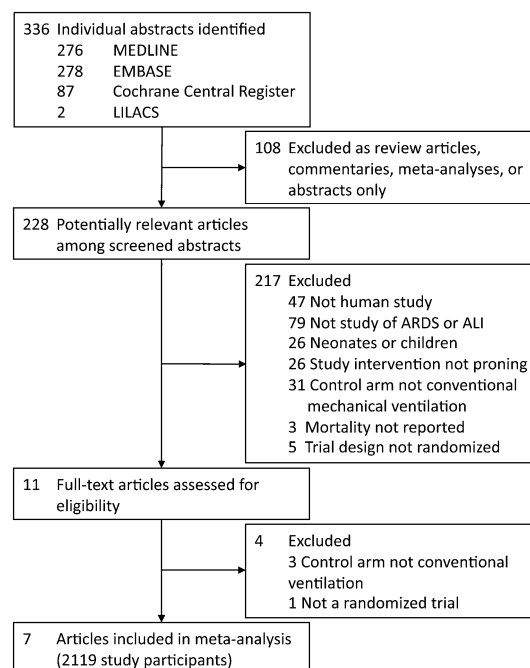 336 Individual abstracts identified
276 MEDLINE
278 EMBASE
87 Cochrane Central Register
2 LILACS
108 Excluded as review articles,
commentaries, meta-analyses, or
abstracts only
228 Potentially relevant articles
among screened abstracts
217 Excluded
47 Not human study
79 Not study of ARDS or ALI
26 Neonates or children
26 Study intervention not proning
31 Control arm not conventional
mechanical ventilation
3 Mortality not reported
5 Trial design not randomized
11 Full-text articles assessed for
eligibility
4 Excluded
3 Control arm not conventional
ventilation
1 Not a randomized trial
7 Articles included in meta-analysis
(2119 study participants)